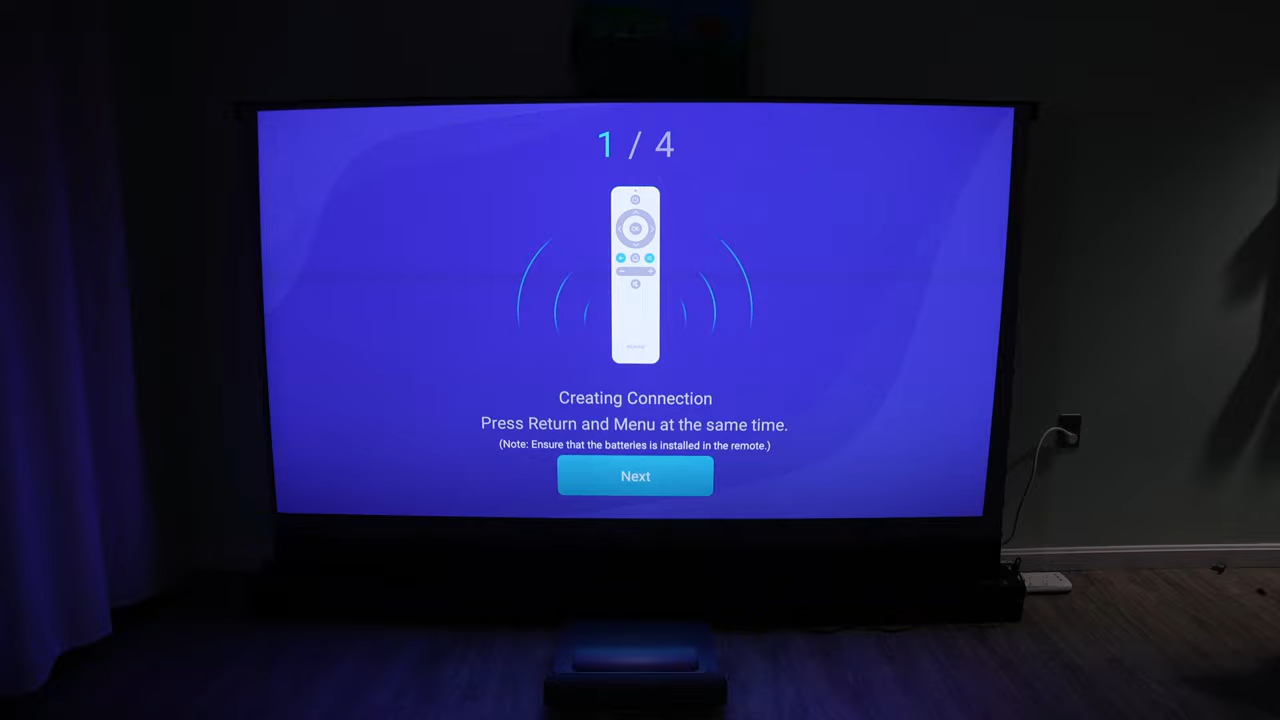 1 / 4
OK
Creating Connection
Press Return and Menu at the same time.
(Note: Ensure that the batteries is installed in the remote.)
Next